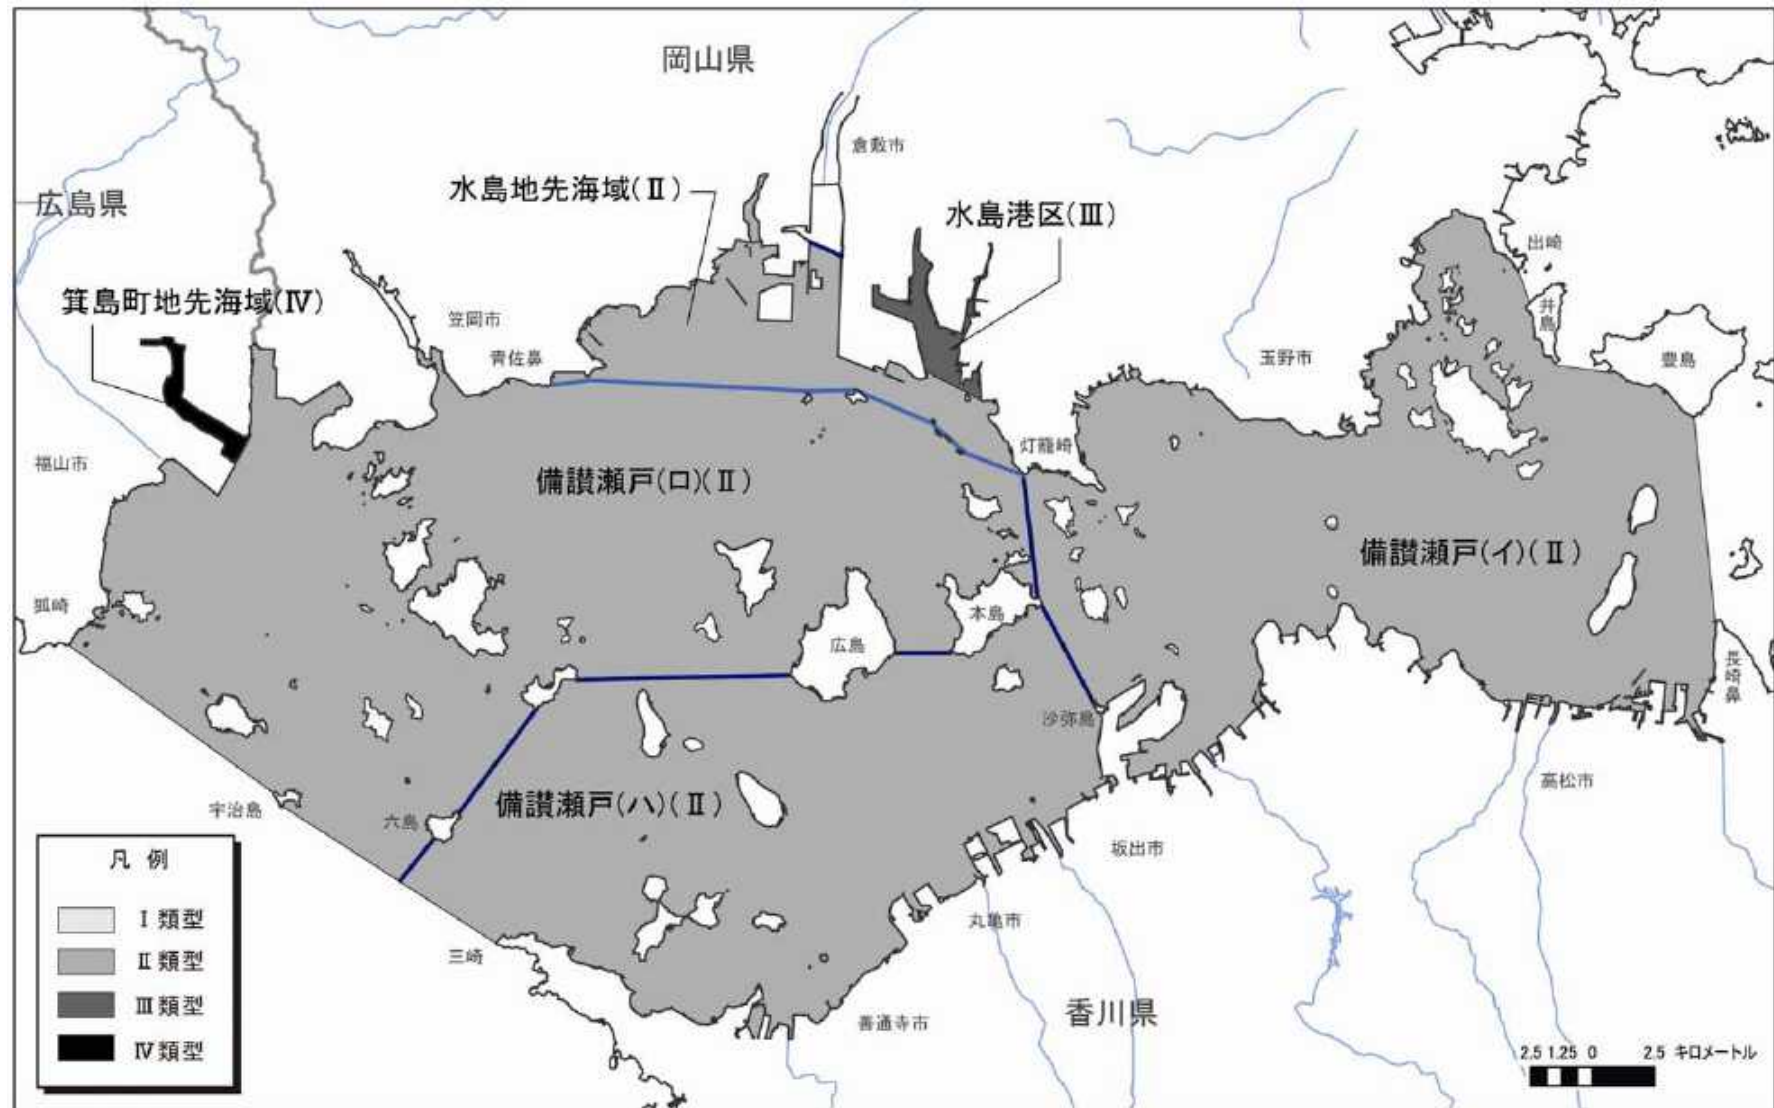 岡山県
倉敷市
水島地先海域(Ⅱ)
広島県
水島港区(Ⅲ)
出崎
箕島町地先海域(Ⅳ)
井島
笠岡市
青佐鼻
玉野市
豊島
灯籠崎
福山市
備讃瀬戸(ロ)(Ⅱ)
備讃瀬戸(イ)(Ⅱ)
狐崎
本島
広島
長崎鼻
沙弥島
高松市
宇治島
備讃瀬戸(ハ)(Ⅱ)
六島
坂出市
凡 例
Ⅰ類型
Ⅱ類型
Ⅲ類型
Ⅳ類型
丸亀市
三崎
香川県
善通寺市
2.5 1.25 0 2.5 キロメートル